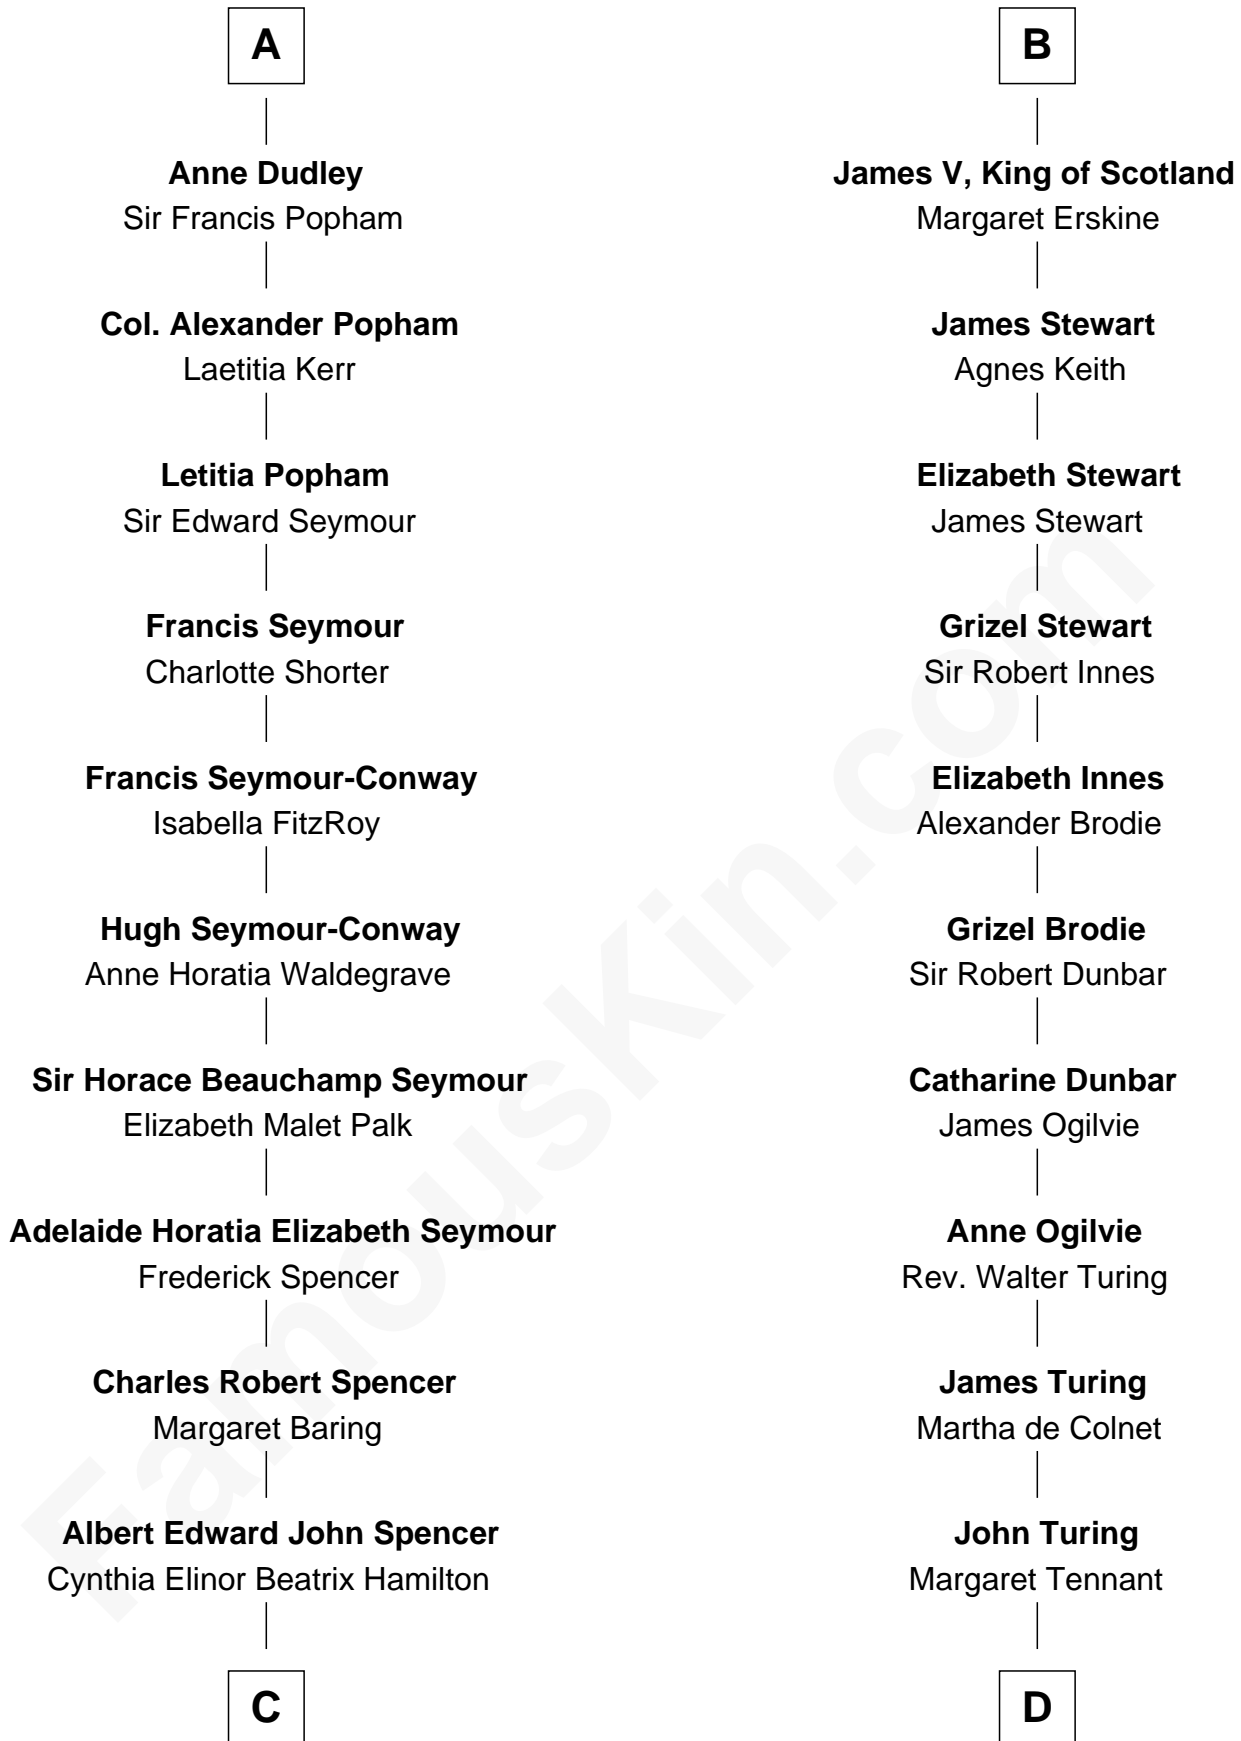 A
Anne Dudley
Sir Francis Popham
Col. Alexander Popham
Laetitia Kerr
Letitia Popham
Sir Edward Seymour
Francis Seymour
Charlotte Shorter
Francis Seymour-Conway
Isabella FitzRoy
Hugh Seymour-Conway
Anne Horatia Waldegrave
Sir Horace Beauchamp Seymour
Elizabeth Malet Palk
Adelaide Horatia Elizabeth Seymour
Frederick Spencer
Charles Robert Spencer
Margaret Baring
Albert Edward John Spencer
Cynthia Elinor Beatrix Hamilton
C
B
James V, King of Scotland
Margaret Erskine
James Stewart
Agnes Keith
Elizabeth Stewart
James Stewart
Grizel Stewart
Sir Robert Innes
Elizabeth Innes
Alexander Brodie
Grizel Brodie
Sir Robert Dunbar
Catharine Dunbar
James Ogilvie
Anne Ogilvie
Rev. Walter Turing
James Turing
Martha de Colnet
John Turing
Margaret Tennant
D
FamousKin.com